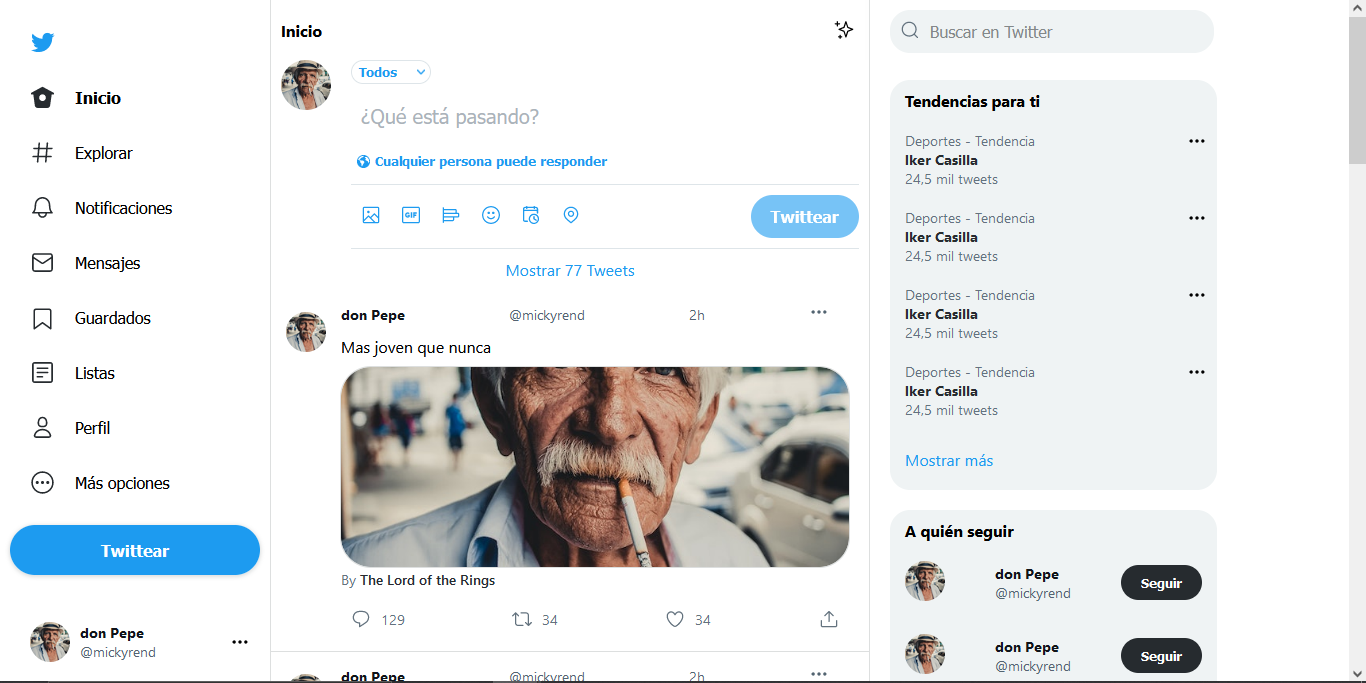 Inicio
Explorar
Notificaciones
Mensajes
Guardados
Listas
Perfil
Más opciones
Twittear
don Pepe
@mickyrend
Inicio
Todos
¿Qué está pasando?
Cualquier persona puede responder
GIF
Twittear
Mostrar 77 Tweets
don Pepe @mickyrend 2h
Mas joven que nunca
By The Lord of the Rings
129 34 34
don Pepe @mickyrend 2h
Buscar en Twitter
Tendencias para ti
Deportes - Tendencia
Iker Casilla
24,5 mil tweets
Deportes - Tendencia
Iker Casilla
24,5 mil tweets
Deportes - Tendencia
Iker Casilla
24,5 mil tweets
Deportes - Tendencia
Iker Casilla
24,5 mil tweets
Mostrar más
A quién seguir
don Pepe
@mickyrend
Seguir
don Pepe
@mickyrend
Seguir